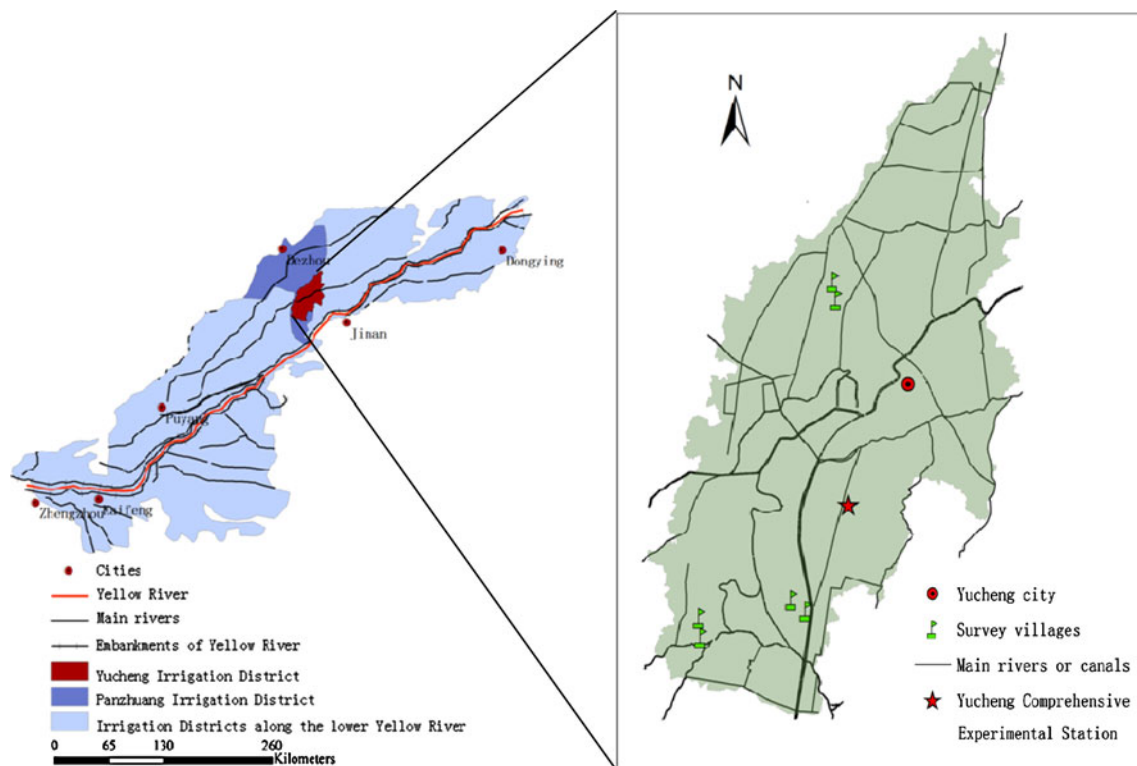 N
Dezhou
Dongying
Jinan
Puyang
Zhengzhou
Kaifeng
Cities
Yellow River
Main rivers
Embankments of Yellow River
Yucheng Irrigation District
Panzhuang Irrigation District
Irrigation Districts along the lower Yellow River
0 65 130 260
Kilometers
Yucheng city
Survey villages
Main rivers or canals
Yucheng Comprehensive
Experimental Station